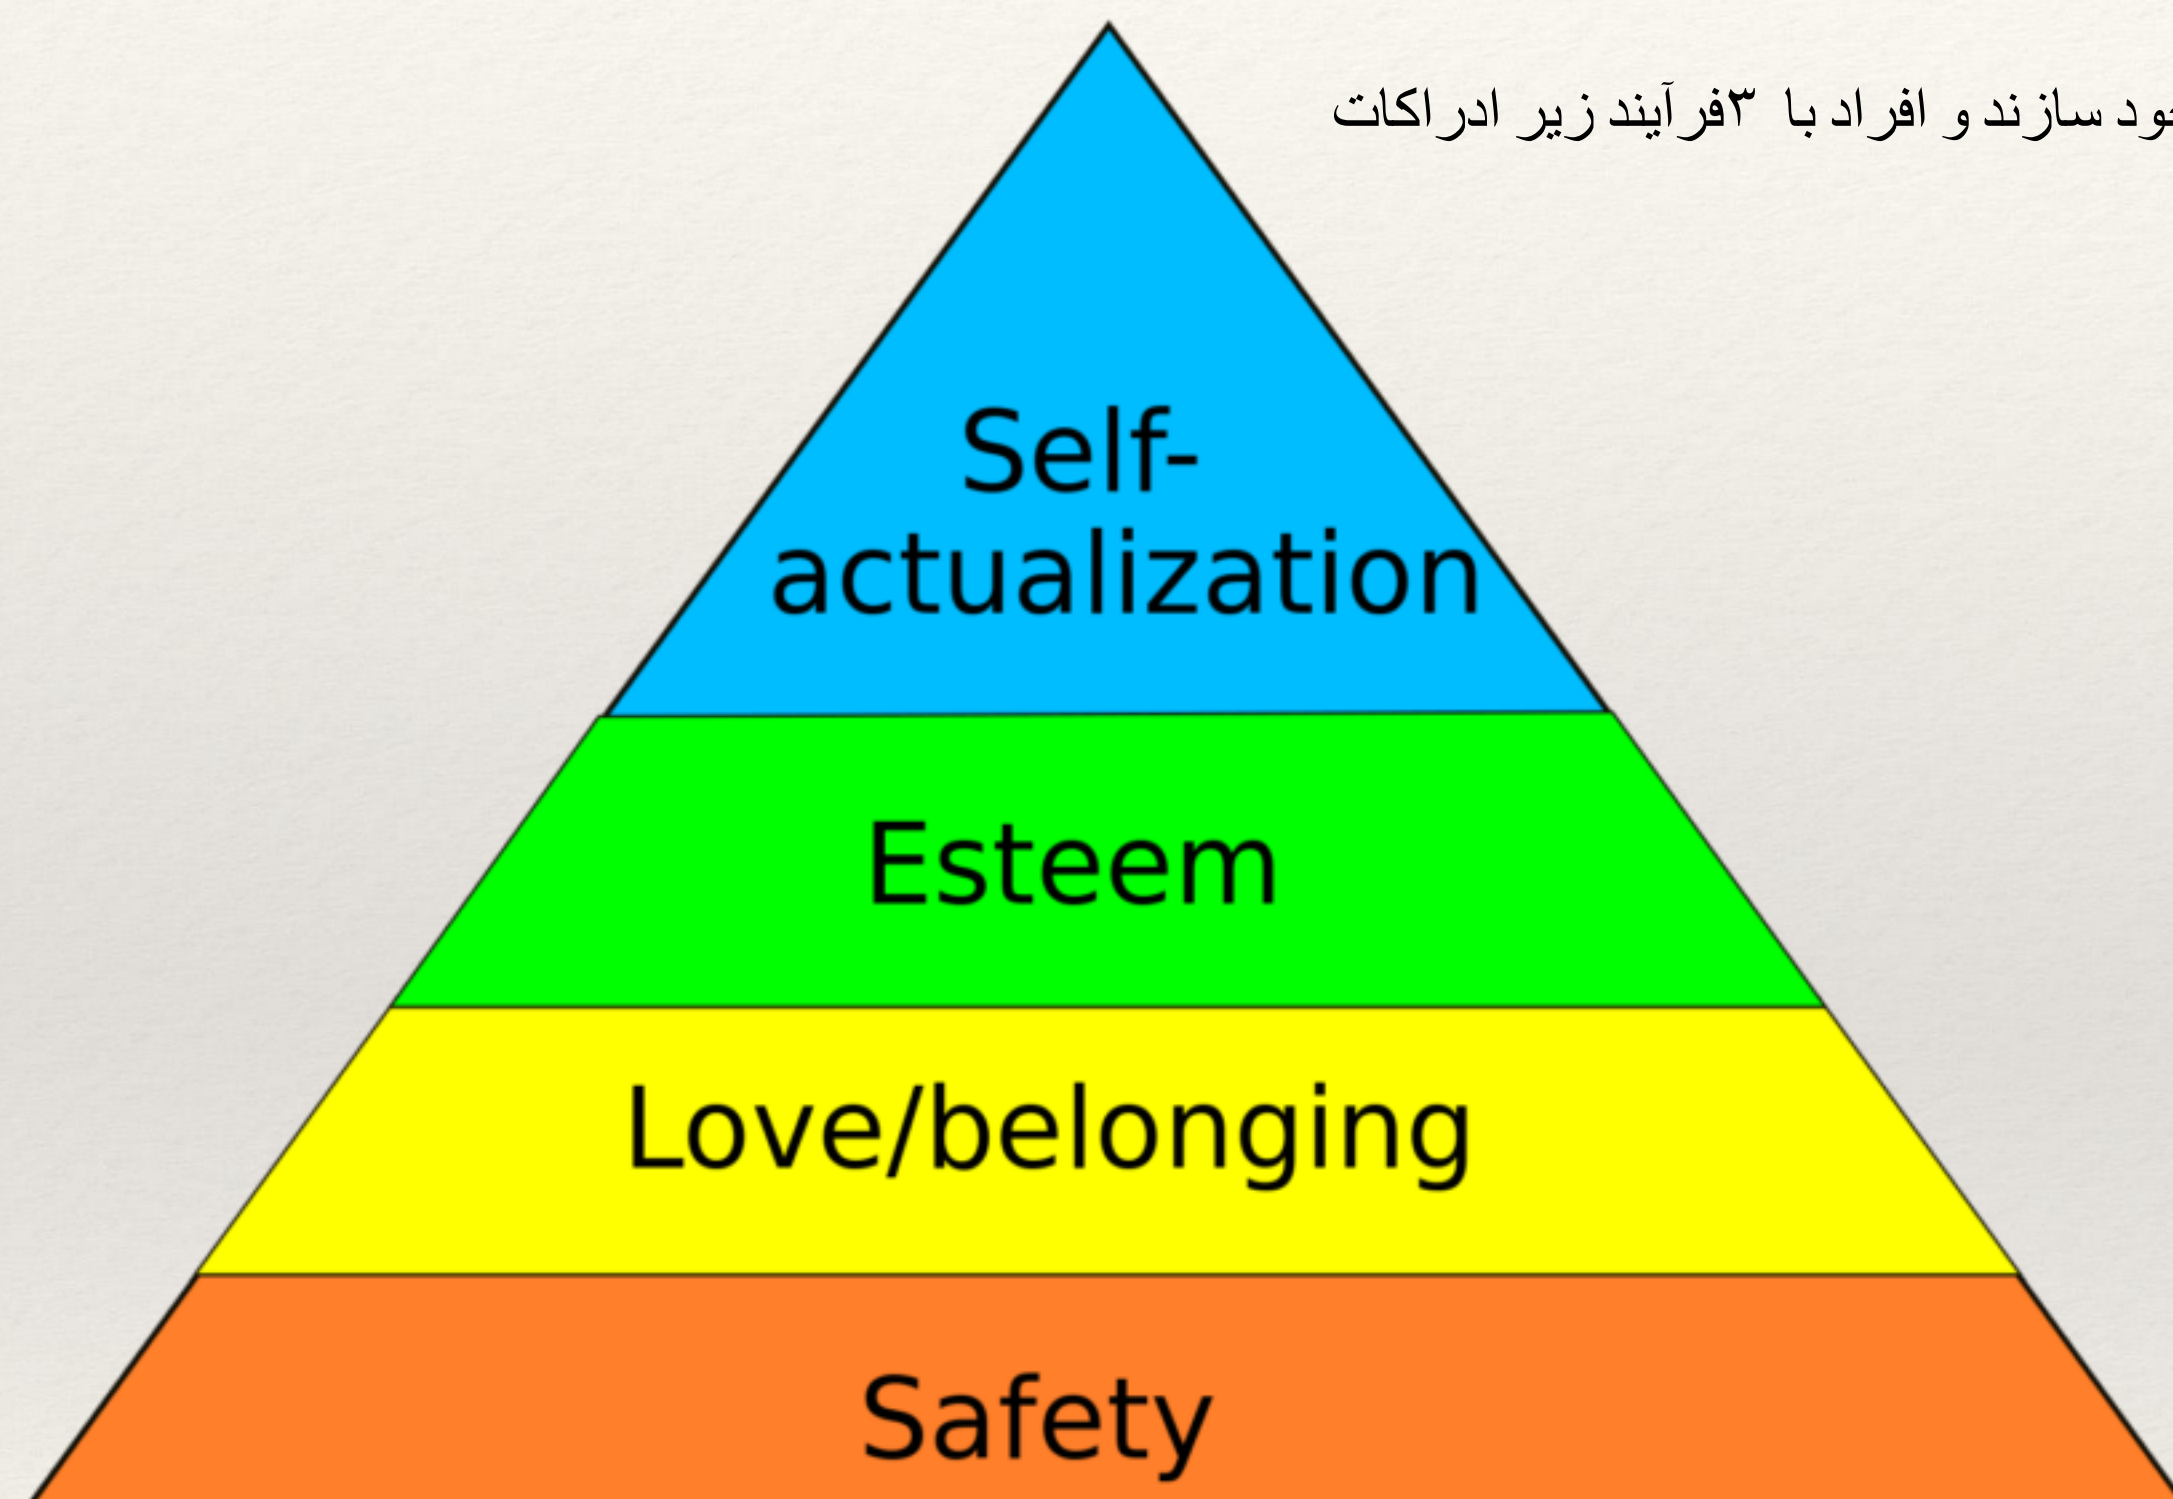 سازند و افراد با ۳فرآیند زیر ادراکات
Self-
actualization
Esteem
Love/belonging
Safety